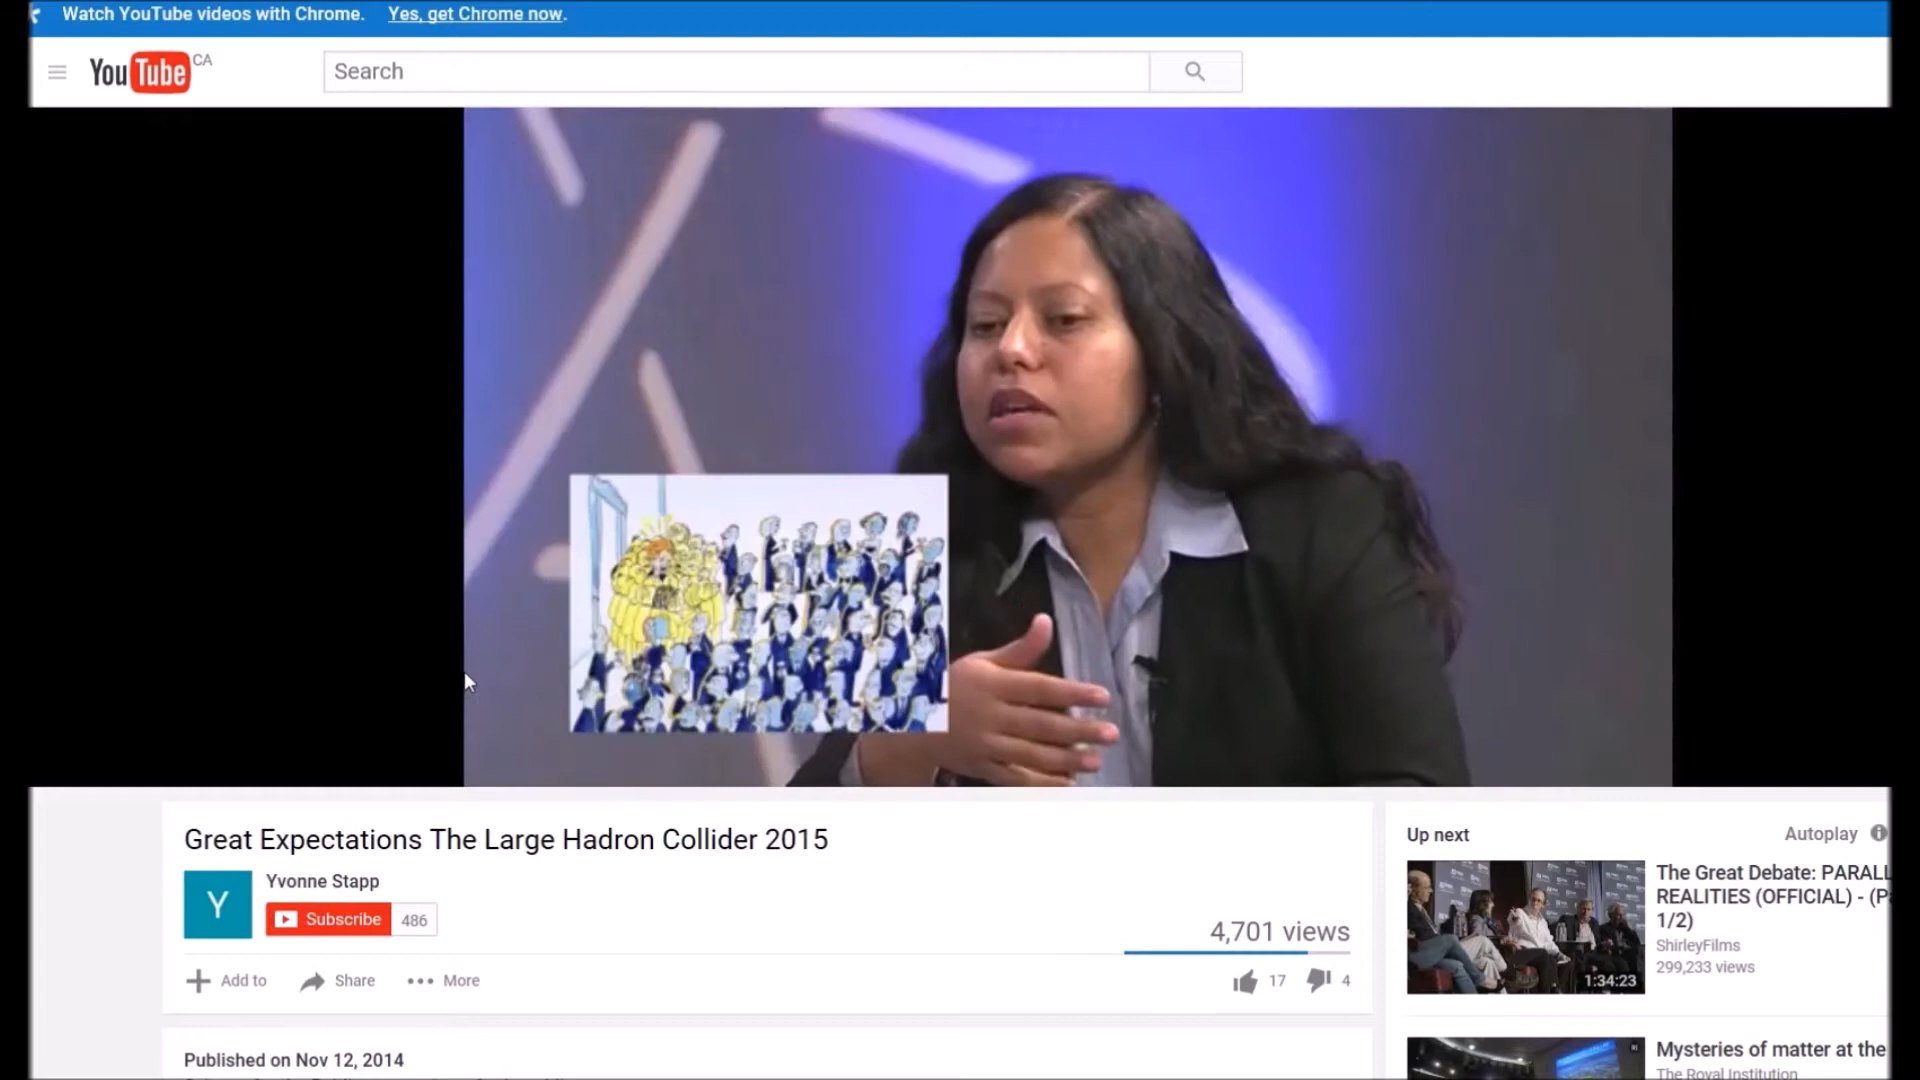 Watch YouTube videos with Chrome. Yes, get Chrome now.
YouTube CA
Search
Great Expectations The Large Hadron Collider 2015
Y
Yvonne Stapp
Subscribe 486
4,701 views
Add to Share More
17 4
Published on Nov 12, 2014
Up next Autoplay
The Great Debate: PARALL
REALITIES (OFFICIAL) - (P
1/2)
ShirleyFilms
299,233 views
1:34:23
Mysteries of matter at the
The Royal Institution